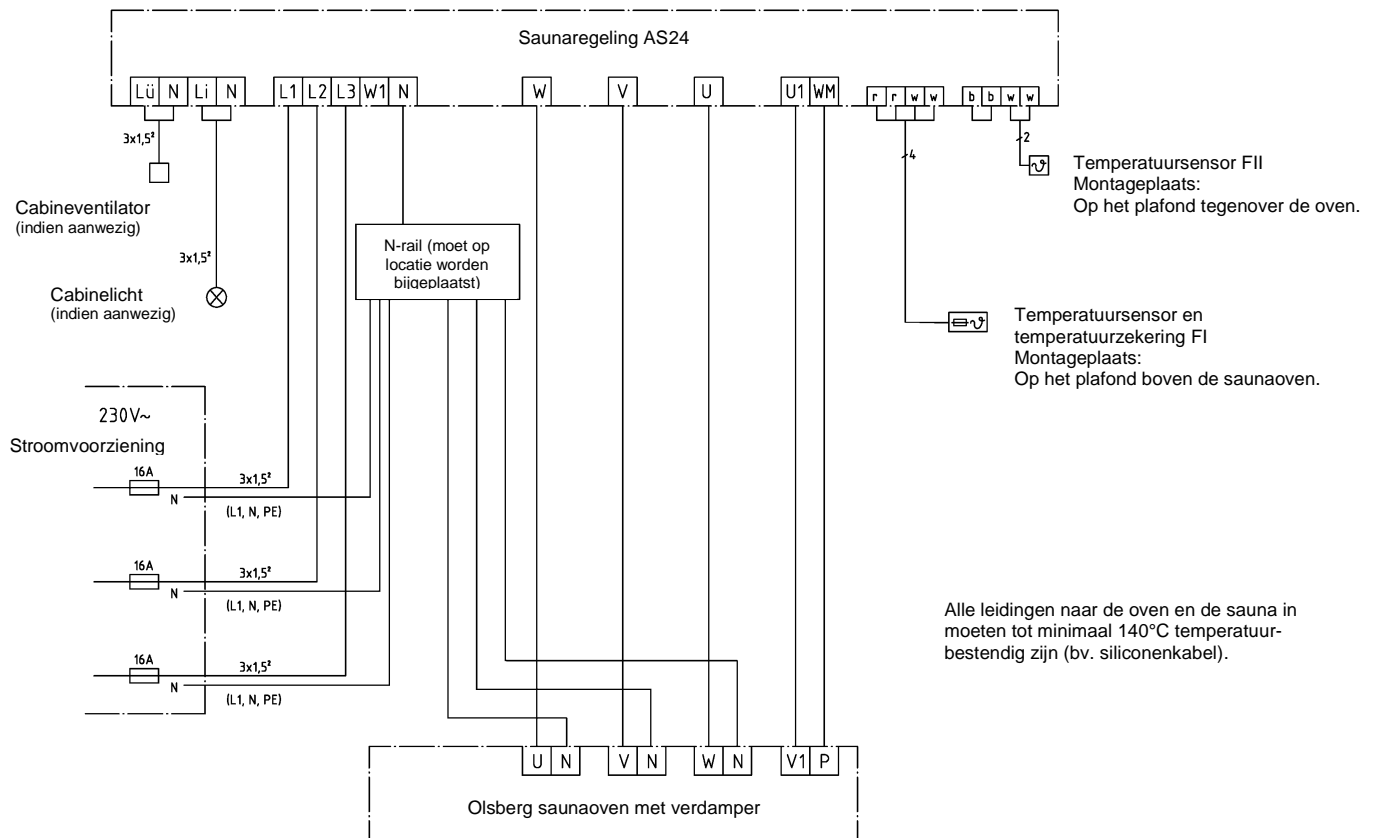 Saunaregeling AS24
Lü N Li N L1 L2 L3 W1 N W V U U1 WM r r w w b b w w
3x1,5²
4
2
Temperatuursensor FII
Montageplaats:
Op het plafond tegenover de oven.
Cabineventilator
(indien aanwezig)
N-rail (moet op
locatie worden
bijgeplaatst)
3x1,5²
Cabinelicht
(indien aanwezig)
ϑ
ϑ
Temperatuursensor en
temperatuurzekering FI
Montageplaats:
Op het plafond boven de saunaoven.
230V~
Stroomvoorziening
16A 3x1,5²
N (L1, N, PE)
16A 3x1,5²
N (L1, N, PE)
16A 3x1,5²
N (L1, N, PE)
Alle leidingen naar de oven en de sauna in
moeten tot minimaal 140°C temperatuur-
bestendig zijn (bv. siliconenkabel).
U N V N W N V1 P
Olsberg saunaoven met verdamper